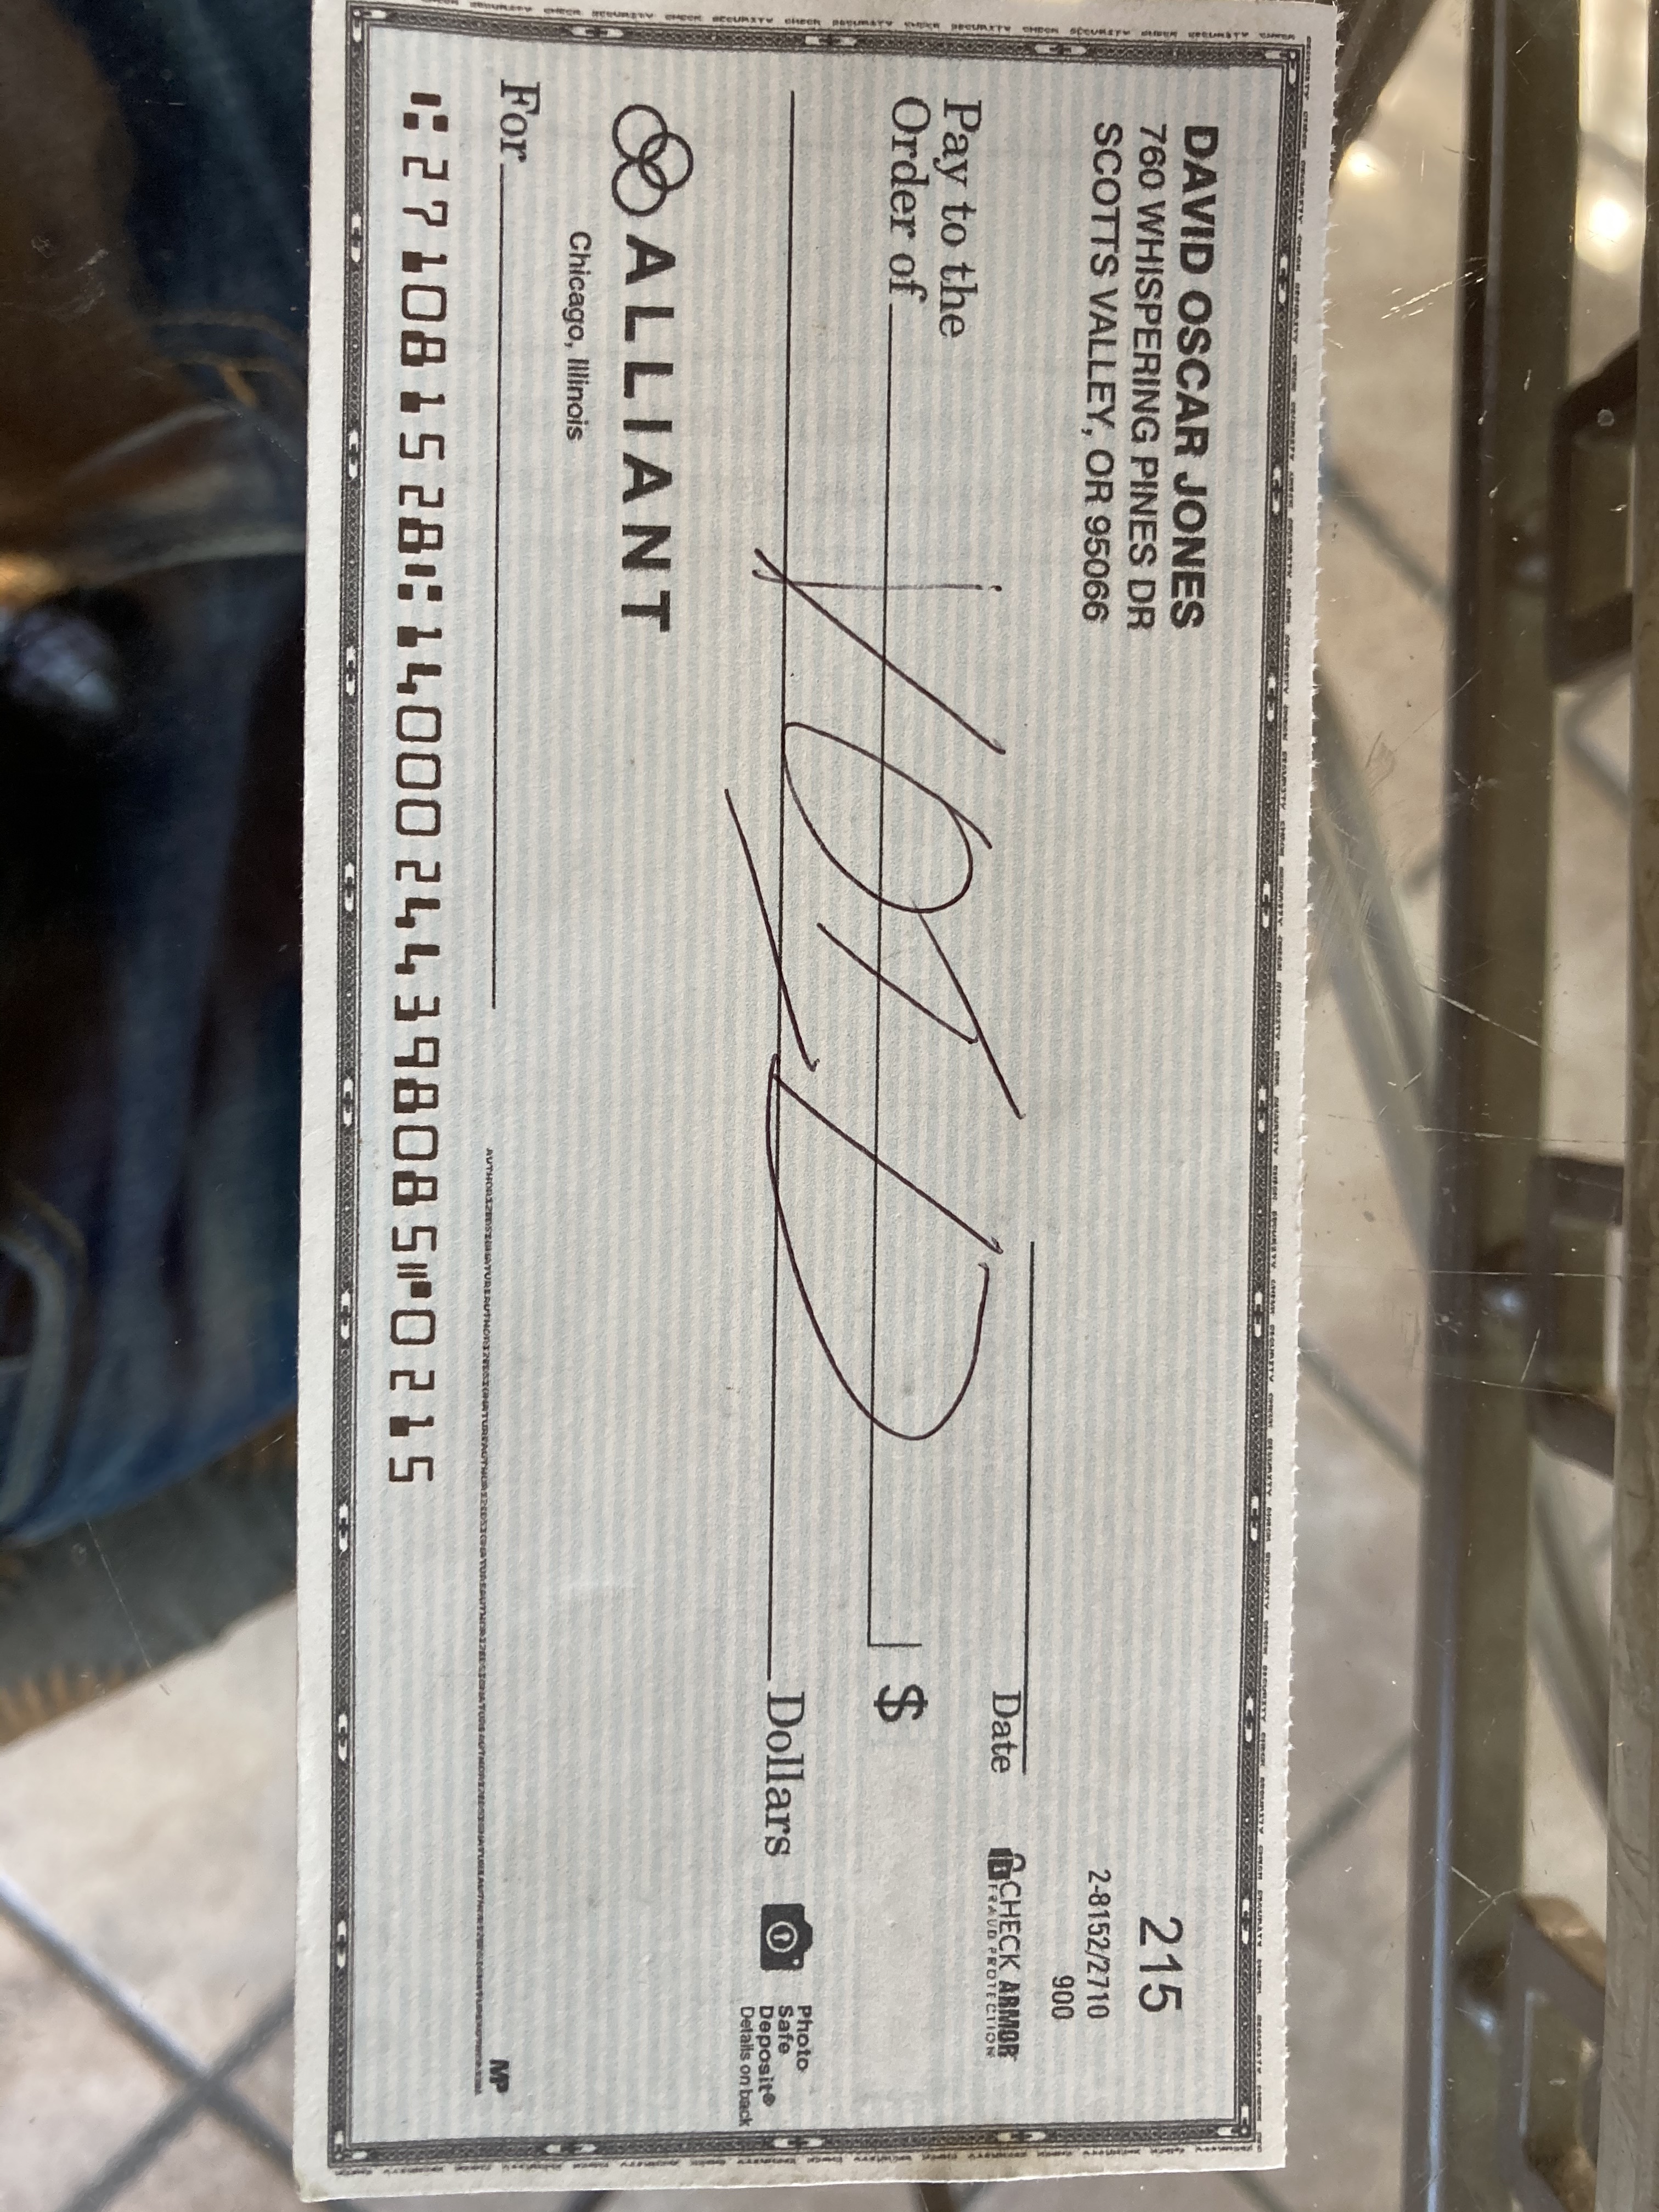 DAVID OSCAR JONES
760 WHISPERING PINES DR
SCOTTS VALLEY, OR 95066
215
2-8152/2710
900
Date
CHECK ARMOR
FRAUD PROTECTION
Pay to the
Order of
$
VOID
Dollars
Photo
Safe
Deposit®
Details on back
ALLIANT
Chicago, Illinois
For
MP
⑆271081528⑆14000244398085⑈0215